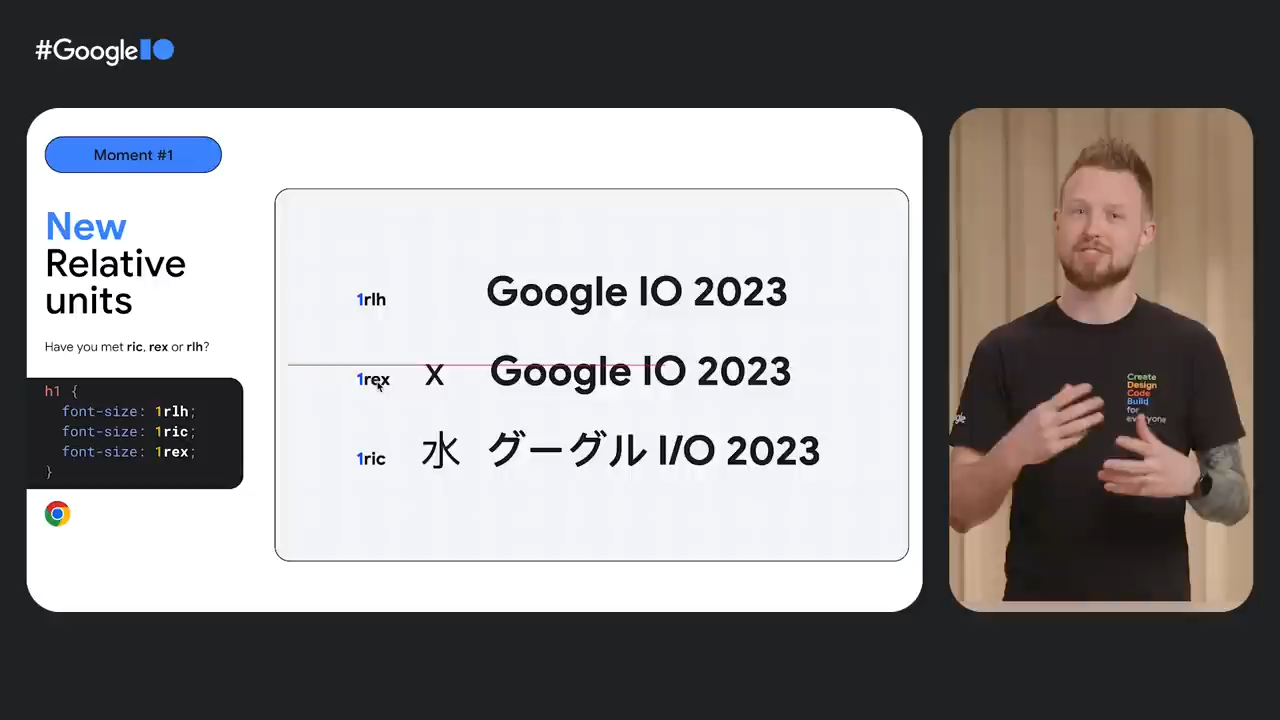 #Google IO
Moment #1
New
Relative
units
Have you met ric, rex or rlh?
h1 {
font-size: 1rlh;
font-size: 1ric;
font-size: 1rex;
}
1rlh
Google IO 2023
1rex
x
Google IO 2023
1ric
水
グーグル I/O 2023
Create
Design
Code
Build
for
everyone